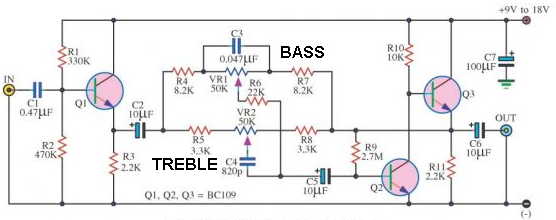 +9V to 18V
C3
0.047µF
BASS
R1
330K
R10
10K
C7
100µF
R4
8.2K
VR1
50K
R7
8.2K
R6
22K
IN
C1
0.47µF
Q1
C2
10µF
Q3
VR2
50K
R5
3.3K
R8
3.3K
C6
10µF
OUT
R2
470K
R3
2.2K
TREBLE
C4
820p
R9
2.7M
C5
10µF
Q2
R11
2.2K
Q1, Q2, Q3 = BC109
(-)